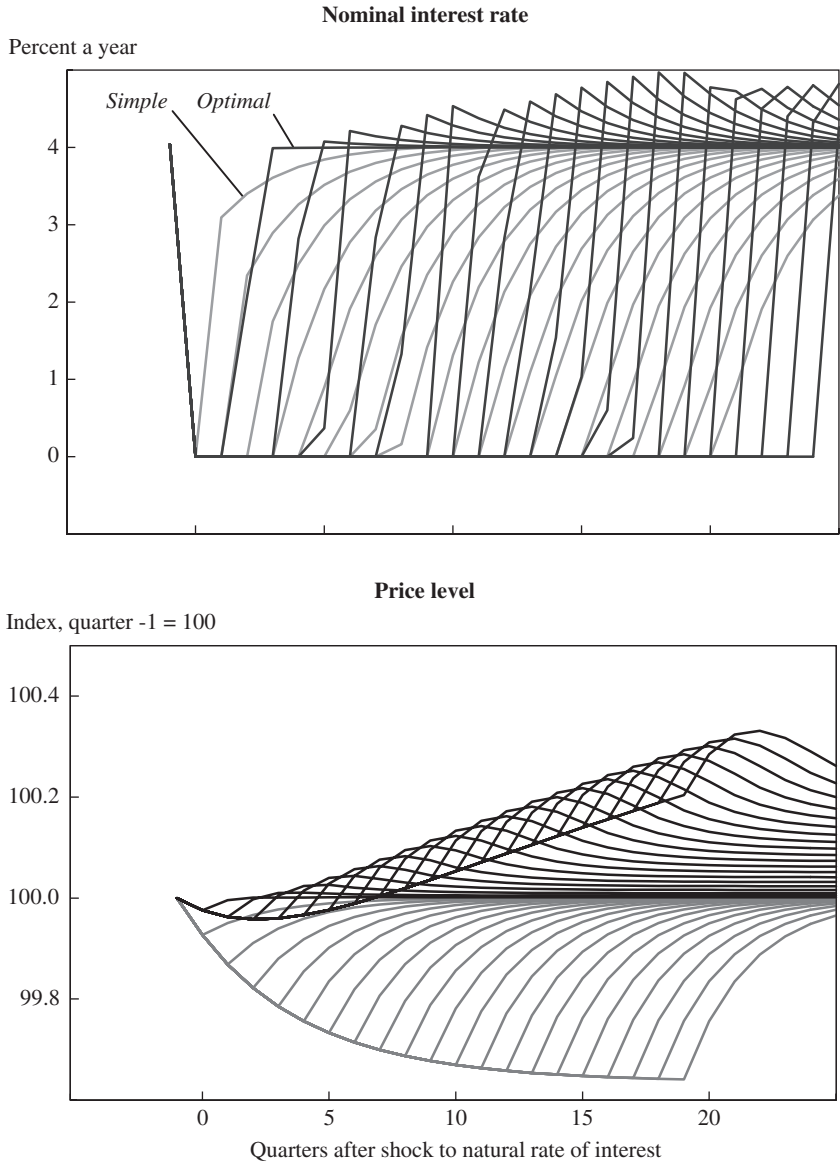 Nominal interest rate
Percent a year
Simple Optimal
4
3
2
1
0
Price level
Index, quarter -1 = 100
100.4
100.2
100.0
99.8
0 5 10 15 20
Quarters after shock to natural rate of interest